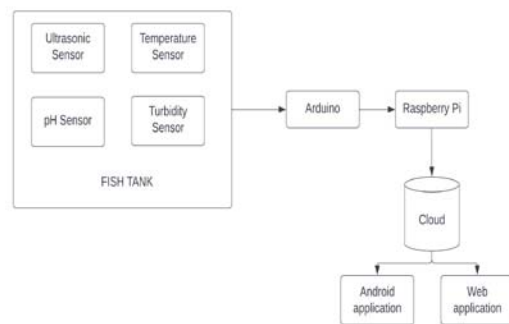 Ultrasonic
Sensor
Temperature
Sensor
pH Sensor
Turbidity
Sensor
FISH TANK
Arduino
Raspberry Pi
Cloud
Android
application
Web
application